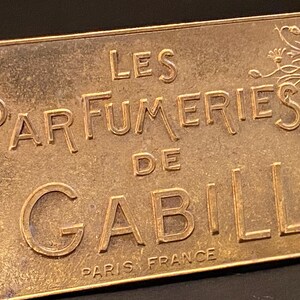 LES
PARFUMERIES
DE
GABILL
PARIS FRANCE